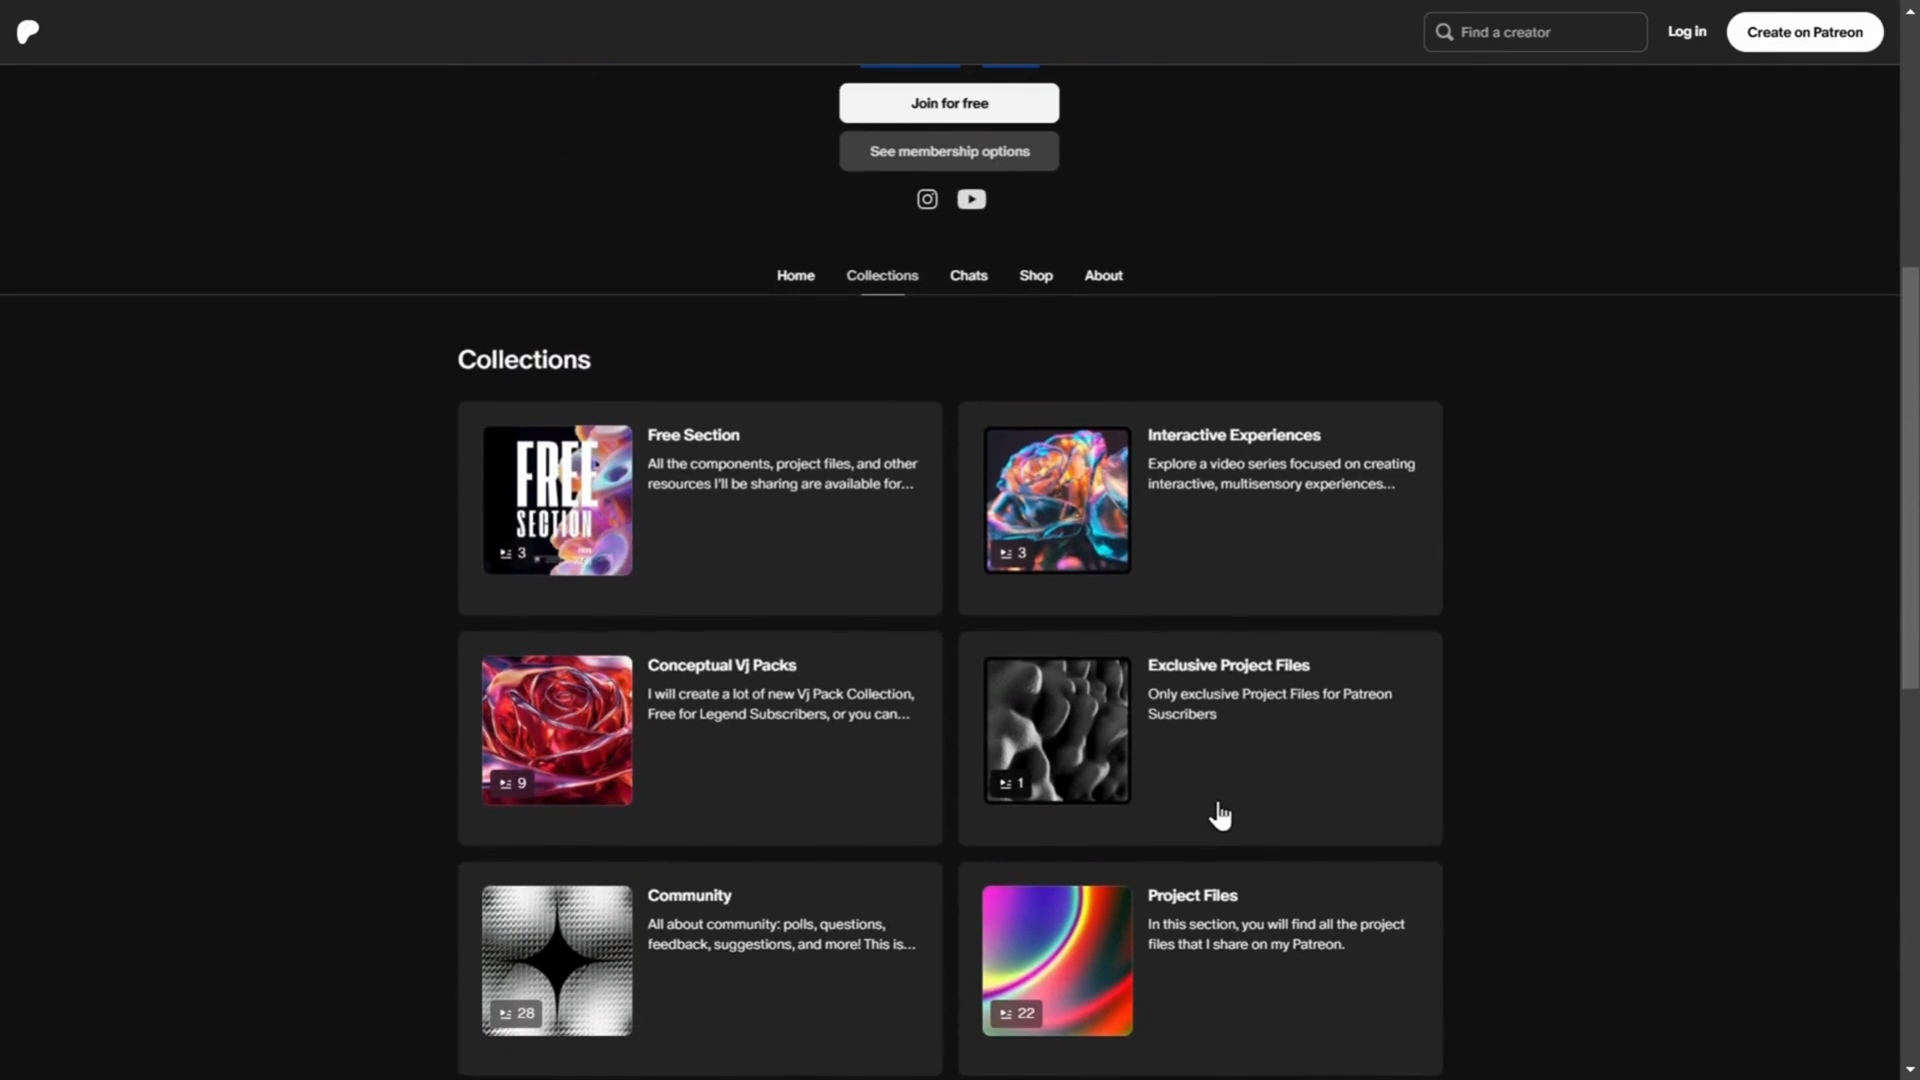 Find a creator
Log in
Create on Patreon
Join for free
See membership options
Home
Collections
Chats
Shop
About
Collections
FREE
SECTION
3
Free Section
All the components, project files, and other
resources I'll be sharing are available for...
3
Interactive Experiences
Explore a video series focused on creating
interactive, multisensory experiences...
9
Conceptual Vj Packs
I will create a lot of new Vj Pack Collection,
Free for Legend Subscribers, or you can...
1
Exclusive Project Files
Only exclusive Project Files for Patreon
Suscribers
28
Community
All about community: polls, questions,
feedback, suggestions, and more! This is...
22
Project Files
In this section, you will find all the project
files that I share on my Patreon.